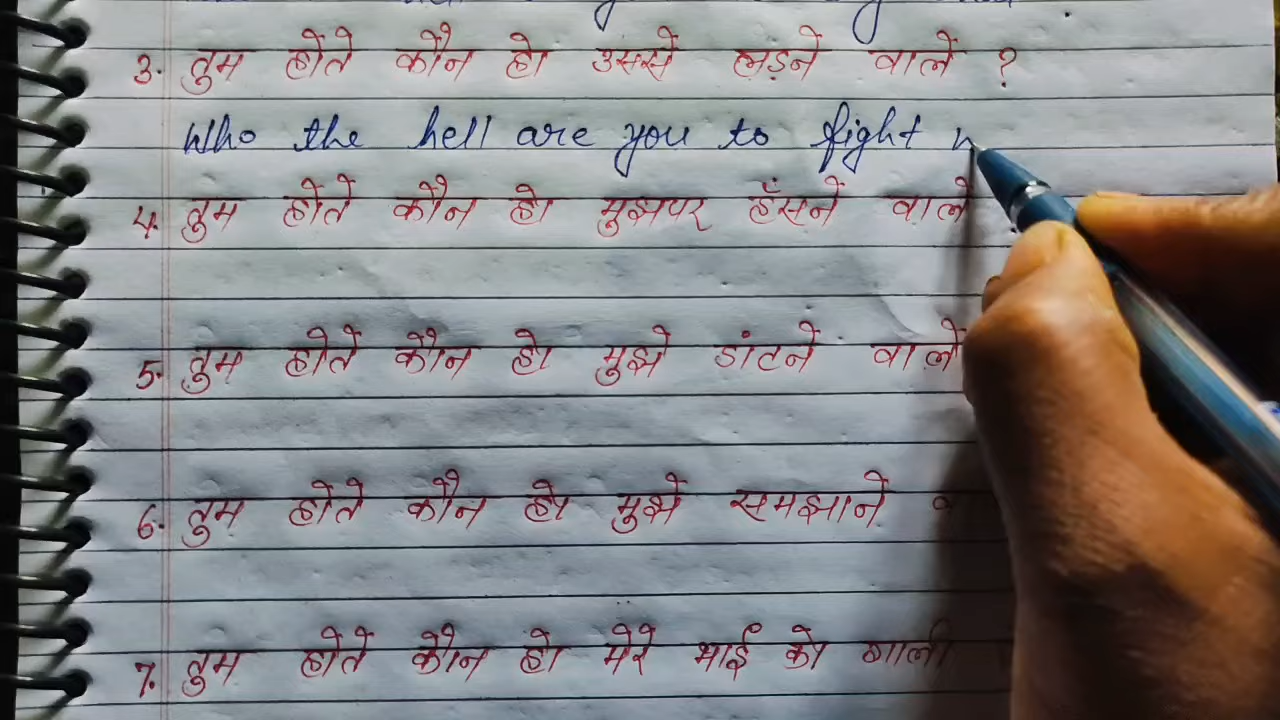 3. तुम होते कौन हो उससे लड़ने वाले ?
Who the hell are you to fight
4. तुम होते कौन हो मुझपर हँसने वाले
5. तुम होते कौन हो मुझे डांटने वाले
6. तुम होते कौन हो मुझे समझाने
7. तुम होते कौन हो मेरे भाई को गाली